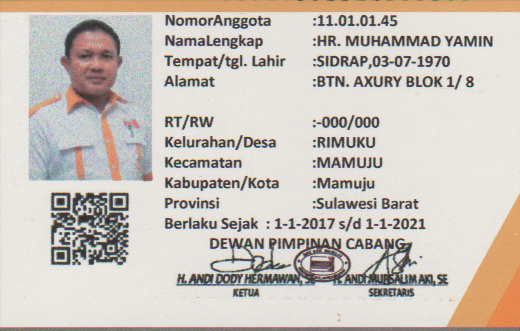 NomorAnggota :11.01.01.45
NamaLengkap :HR. MUHAMMAD YAMIN
Tempat/tgl. Lahir :SIDRAP,03-07-1970
Alamat :BTN. AXURY BLOK 1/ 8
RT/RW :-000/000
Kelurahan/Desa :RIMUKU
Kecamatan :MAMUJU
Kabupaten/Kota :Mamuju
Provinsi :Sulawesi Barat
Berlaku Sejak : 1-1-2017 s/d 1-1-2021
DEWAN PIMPINAN CABANG
H. ANDI DODY HERMAWAN, SE H. ANDI MURSALIM AKI, SE
KETUA SEKRETARIS